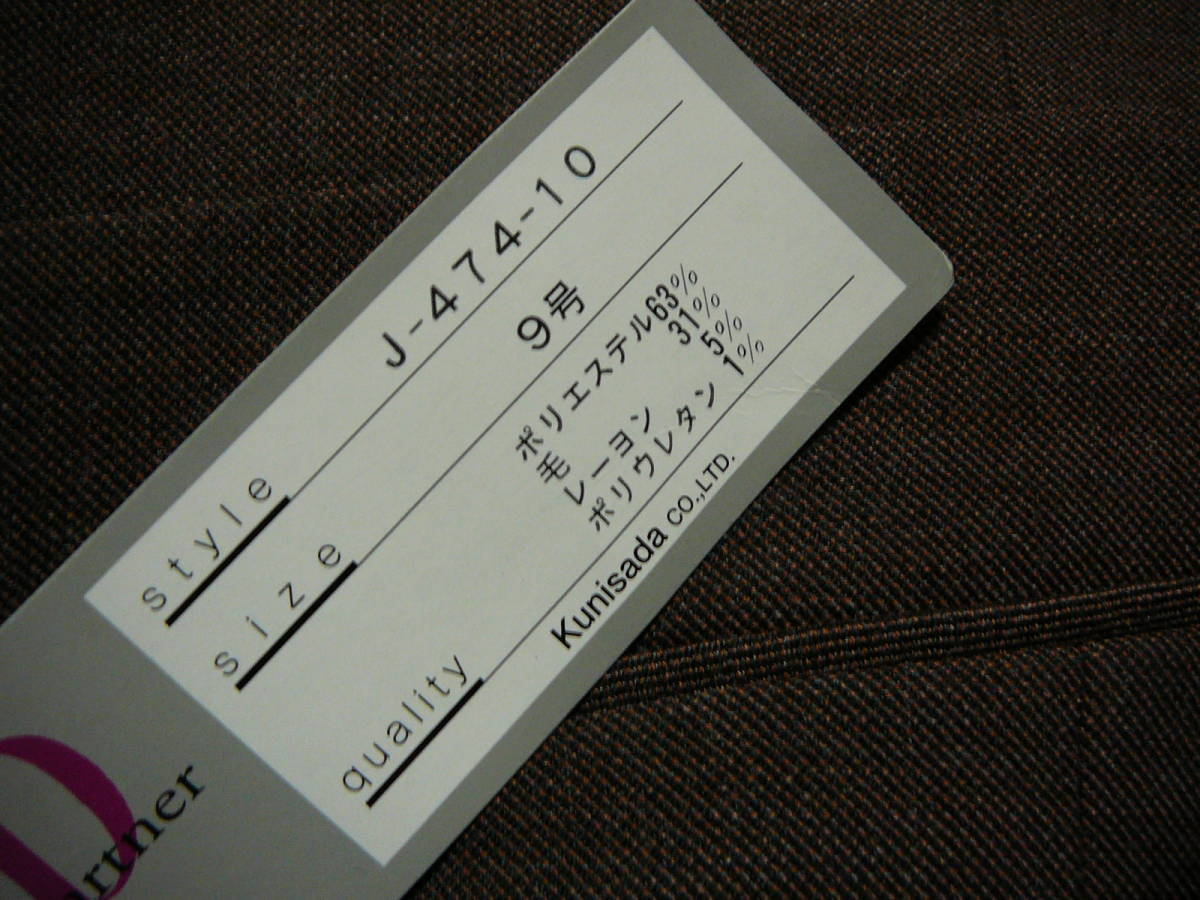 style J-474-10
size 9号
quality ポリエステル63%
毛 31%
レーヨン 5%
ポリウレタン 1%
Kunisada CO.,LTD.